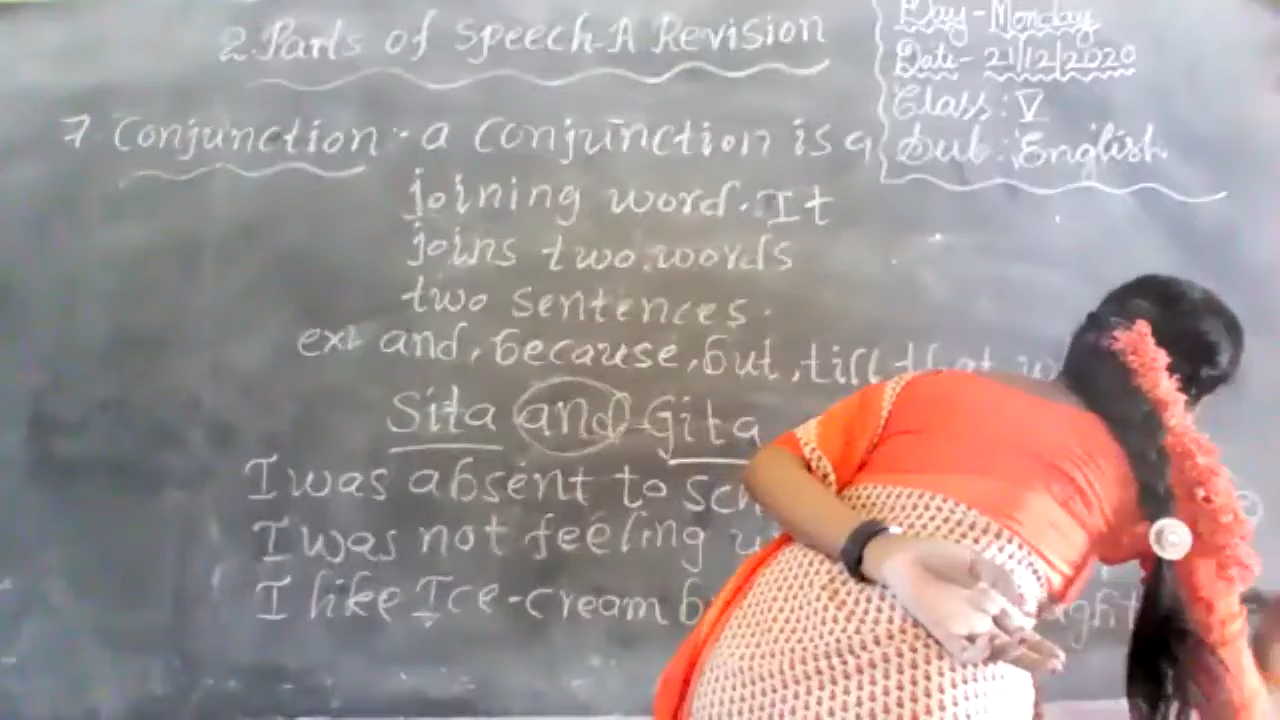 2. Parts of Speech-A Revision
Day-Monday
Date-21/12/2020
Class: V
Sub: English
7. Conjunction:- a conjunction is a
joining word. It
joins two words
two sentences.
ex:- and, because, but, till that
Sita and Gita
I was absent to
I was not feeling
I like Ice-cream